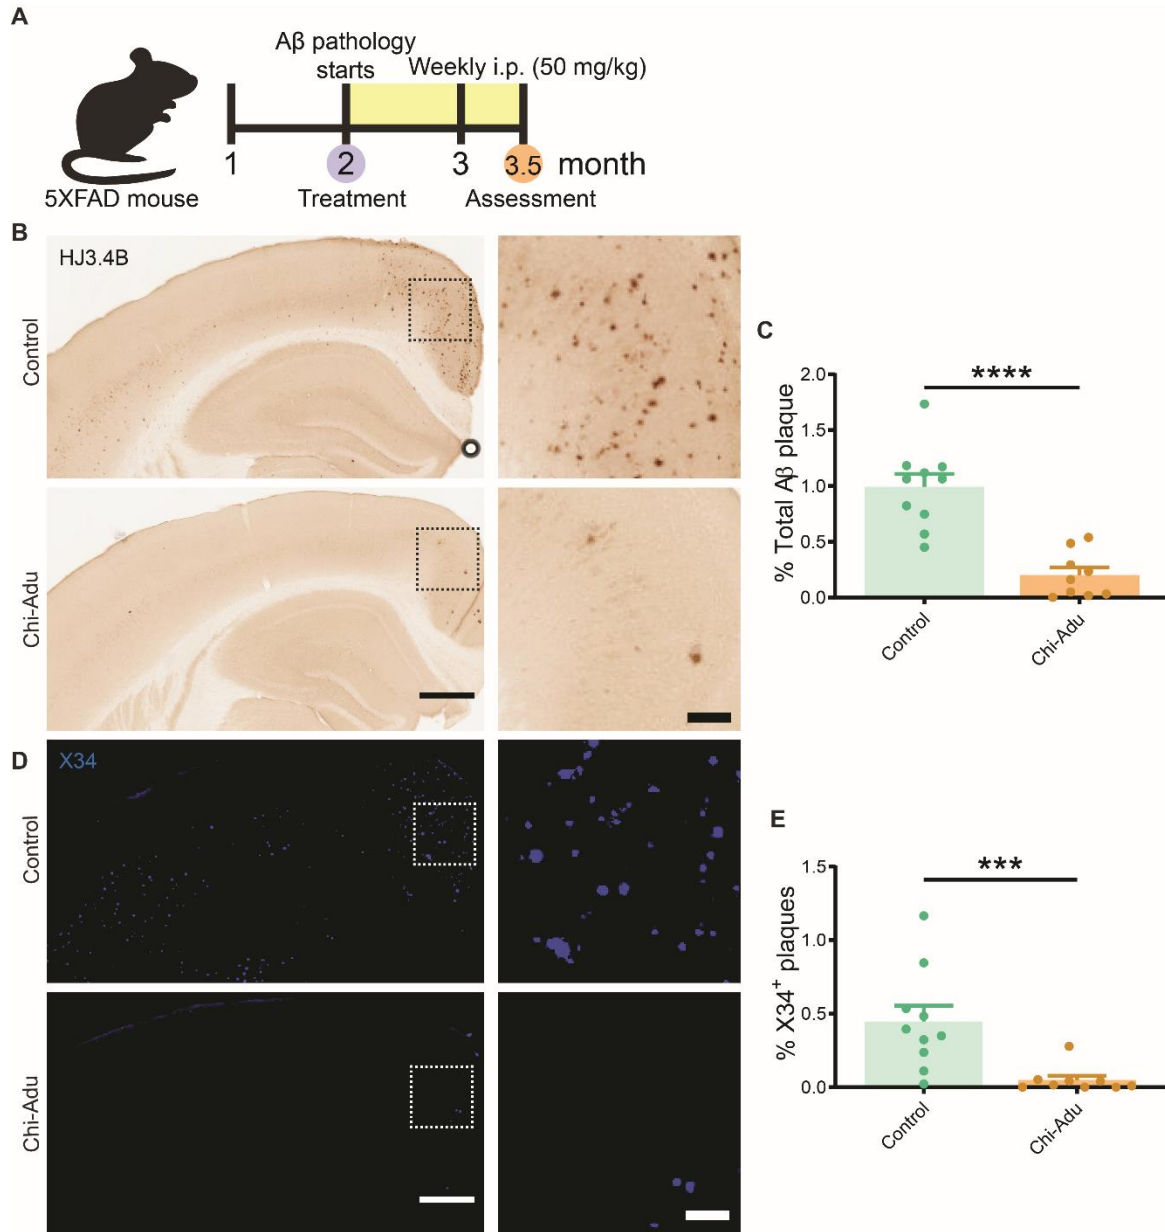 A
Aβ pathology
starts
Weekly i.p. (50 mg/kg)
1
2
3
3.5
month
5XFAD mouse
Treatment
Assessment
B
HJ3.4B
Control
Chi-Adu
C
% Total Aβ plaque
2.0
1.5
1.0
0.5
0.0
****
Control
Chi-Adu
D
X34
Control
Chi-Adu
E
% X34+ plaques
1.5
1.0
0.5
0.0
***
Control
Chi-Adu